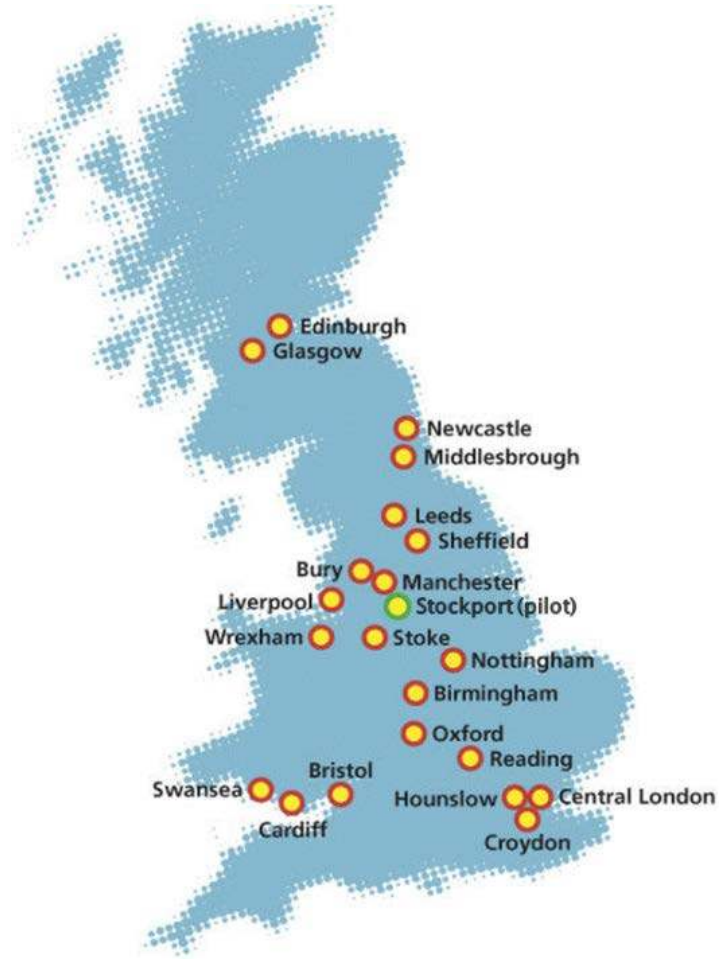 Edinburgh
Glasgow
Newcastle
Middlesbrough
Leeds
Sheffield
Bury
Manchester
Liverpool
Stockport (pilot)
Wrexham
Stoke
Nottingham
Birmingham
Oxford
Reading
Bristol
Swansea
Hounslow
Central London
Cardiff
Croydon